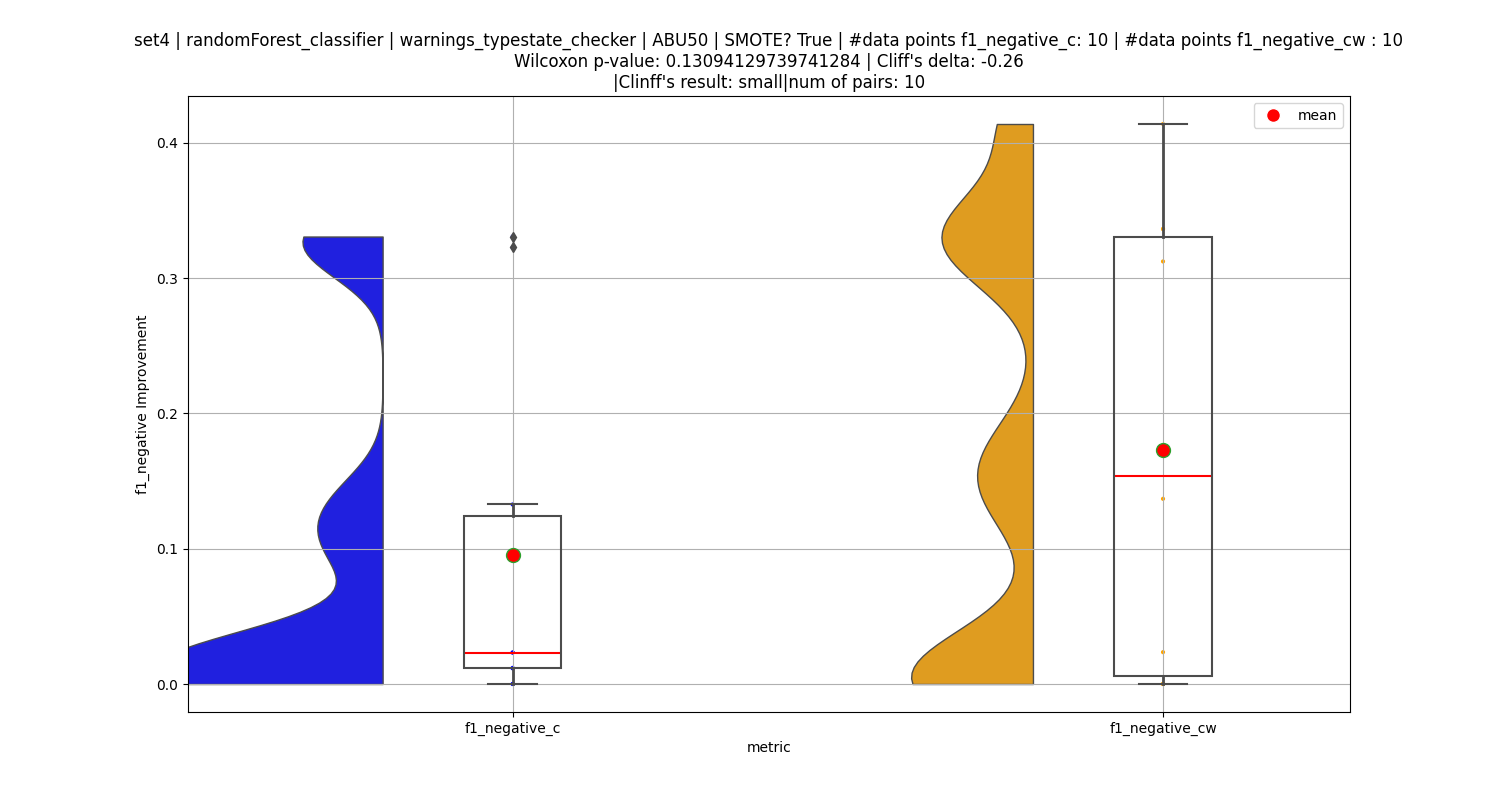 set4 | randomForest_classifier | warnings_typestate_checker | ABU50 | SMOTE? True | #data points f1_negative_c: 10 | #data points f1_negative_cw : 10
Wilcoxon p-value: 0.13094129739741284 | Cliff's delta: -0.26
|Clinff's result: small|num of pairs: 10
mean
0.4
0.3
0.2
0.1
0.0
f1_negative Improvement
f1_negative_c
f1_negative_cw
metric